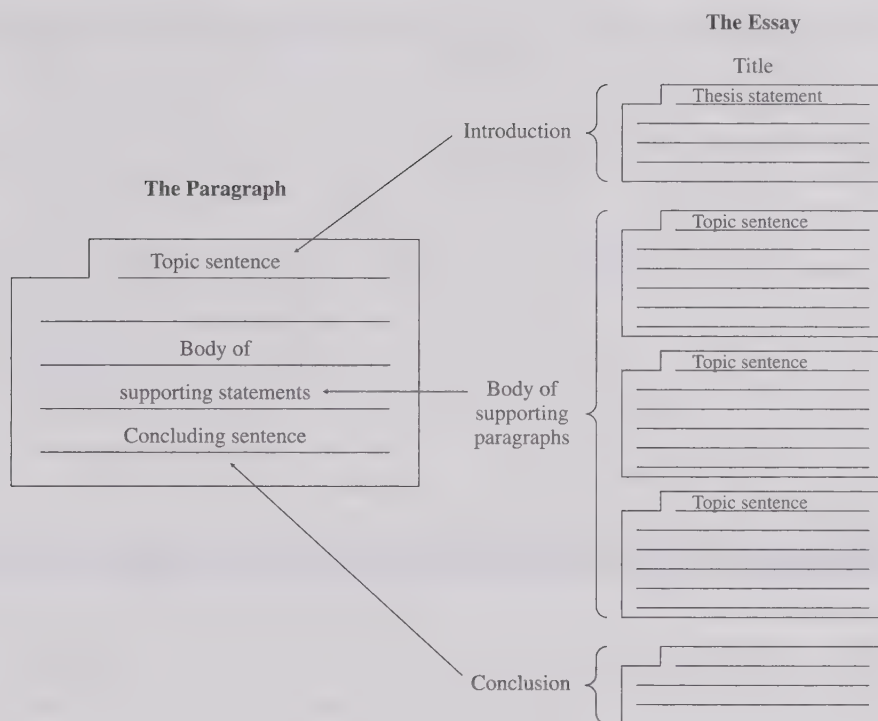 The Essay
Title
Thesis statement
Introduction
The Paragraph
Topic sentence
Body of
supporting statements
Concluding sentence
Topic sentence
Topic sentence
Body of
supporting
paragraphs
Topic sentence
Conclusion